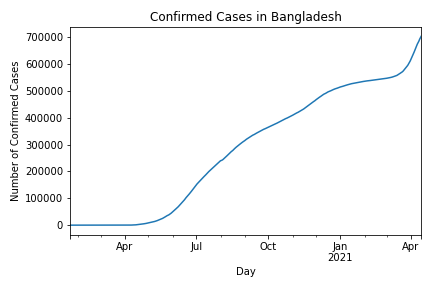 Confirmed Cases in Bangladesh
Number of Confirmed Cases
700000
600000
500000
400000
300000
200000
100000
0
Apr
Jul
Oct
Jan
2021
Apr
Day